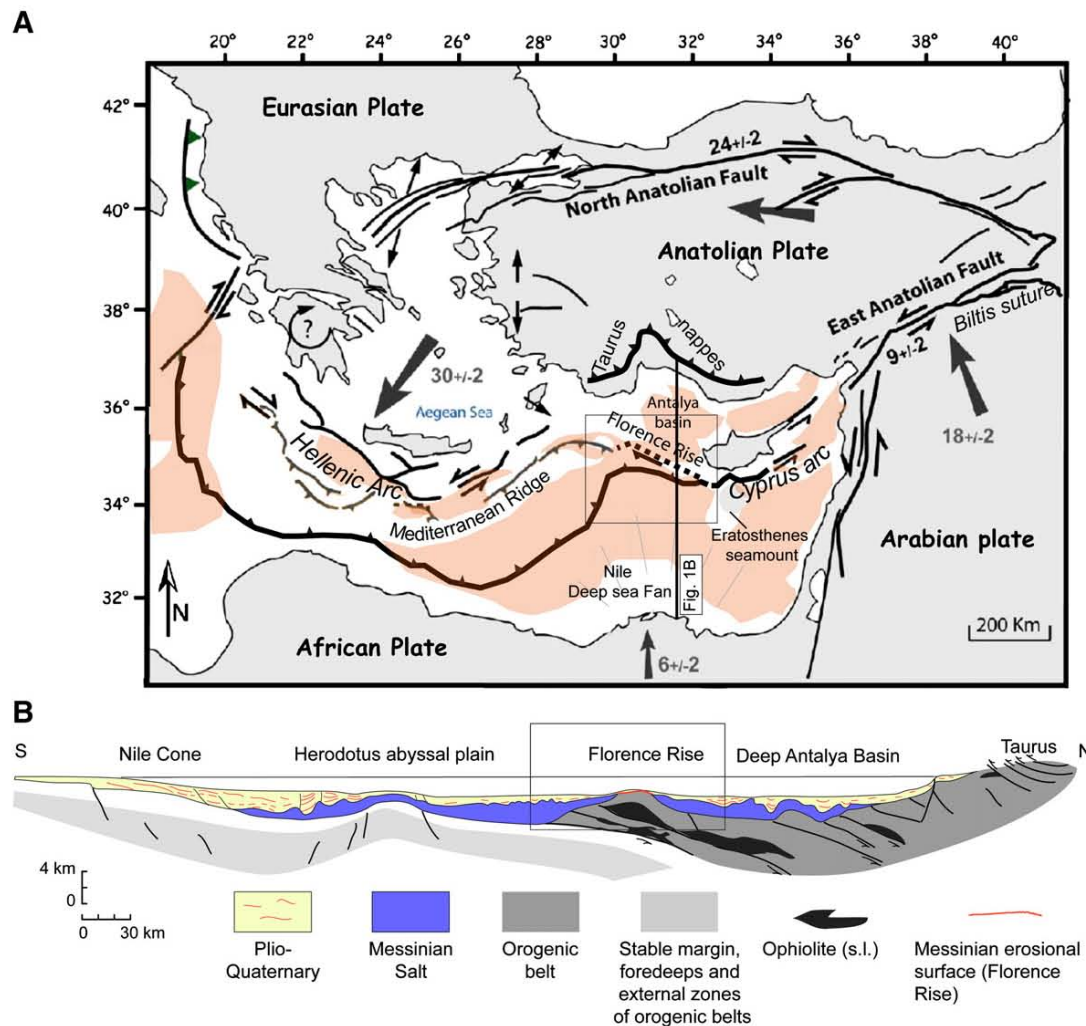 A
20° 22° 24° 26° 28° 30° 32° 34° 36° 38° 40°
42°
40°
38°
36°
34°
32°
Eurasian Plate
24+/-2
North Anatolian Fault
Anatolian Plate
East Anatolian Fault
Biltis suture
9+/-2
Taurus
nappes
?
30+/-2
Aegean Sea
18+/-2
Antalya
basin
Florence Rise
Hellenic Arc
Mediterranean Ridge
Cyprus arc
Eratosthenes
seamount
Nile
Deep sea Fan
Fig. 1B
Arabian plate
N
African Plate
6+/-2
200 Km
B
S
Nile Cone
Herodotus abyssal plain
Florence Rise
Deep Antalya Basin
Taurus
N
4 km
0
0 30 km
Plio-
Quaternary
Messinian
Salt
Orogenic
belt
Stable margin,
foredeeps and
external zones
of orogenic belts
Ophiolite (s.l.)
Messinian erosional
surface (Florence
Rise)